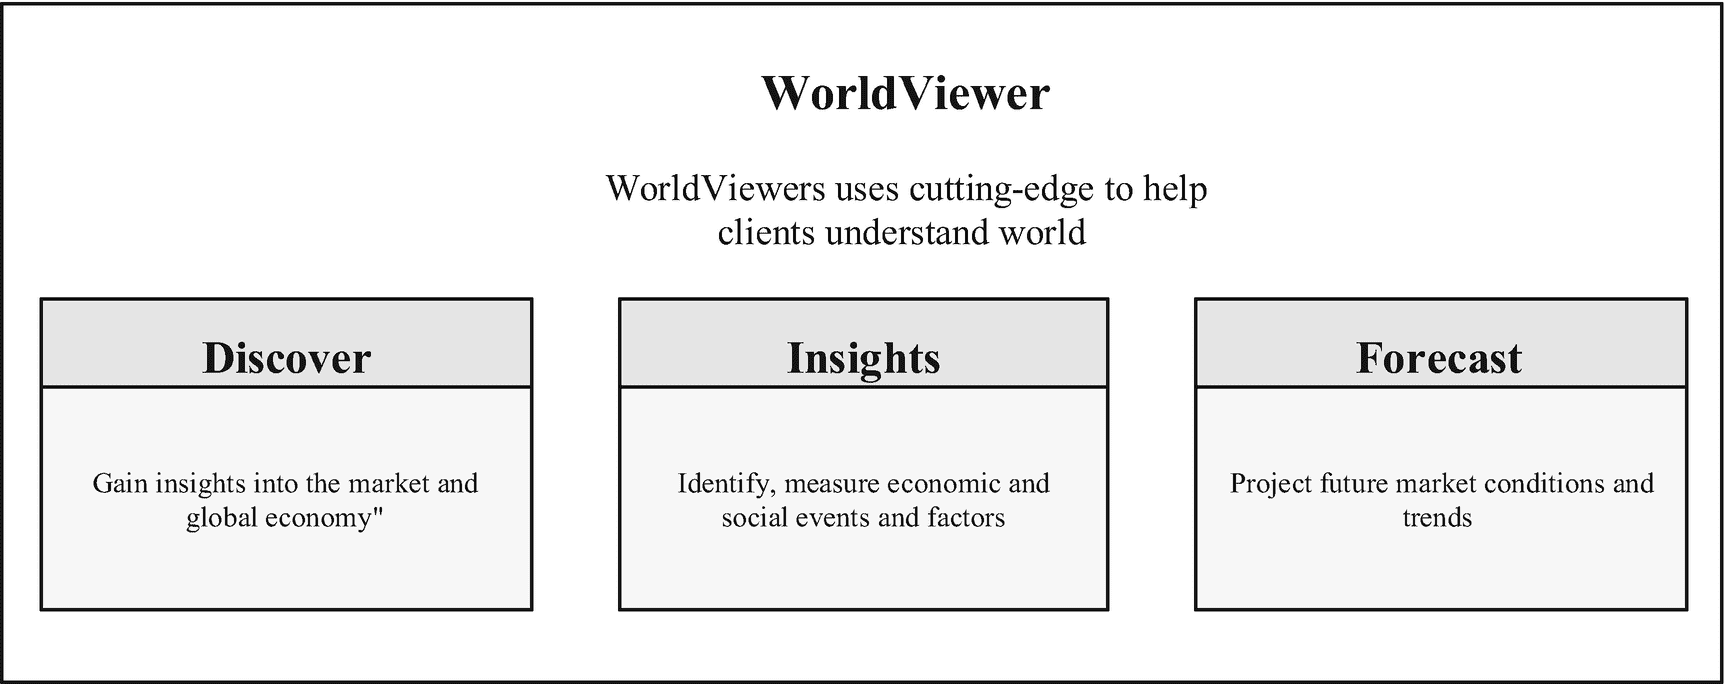 WorldViewer
WorldViewers uses cutting-edge to help
clients understand world
Discover
Gain insights into the market and
global economy"
Insights
Identify, measure economic and
social events and factors
Forecast
Project future market conditions and
trends